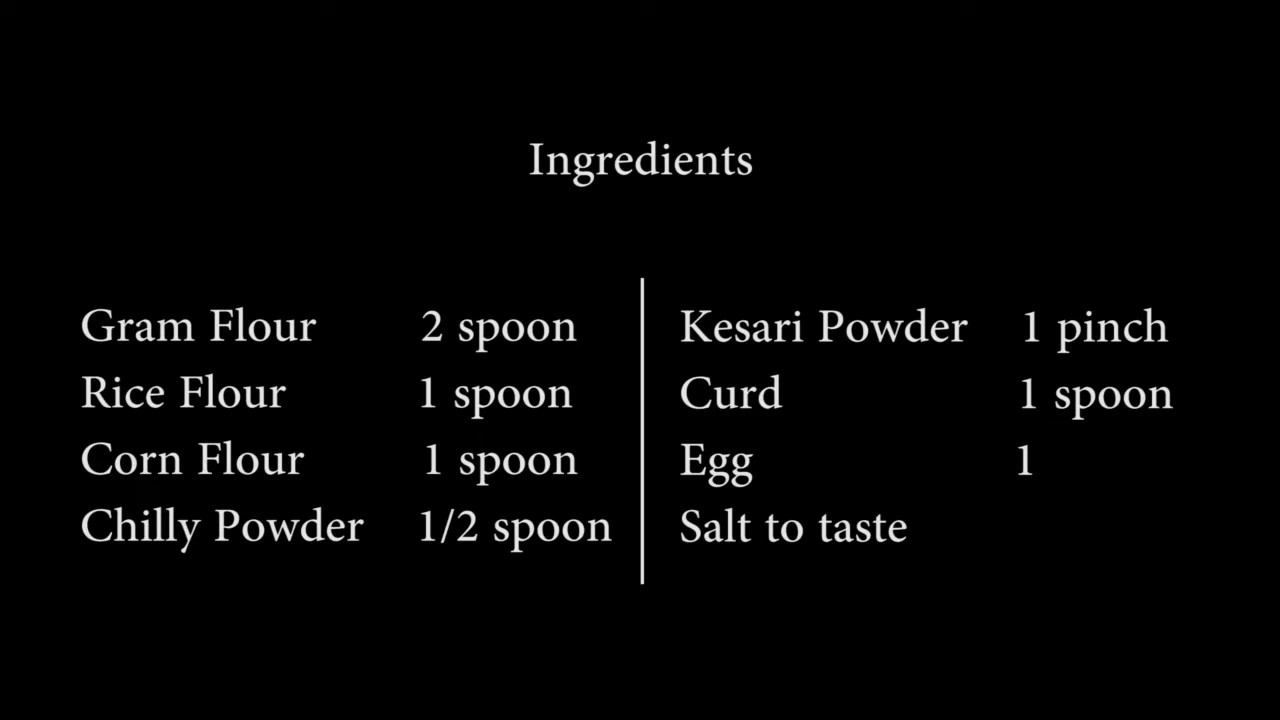 Ingredients
Gram Flour 2 spoon
Rice Flour 1 spoon
Corn Flour 1 spoon
Chilly Powder 1/2 spoon
Kesari Powder 1 pinch
Curd 1 spoon
Egg 1
Salt to taste